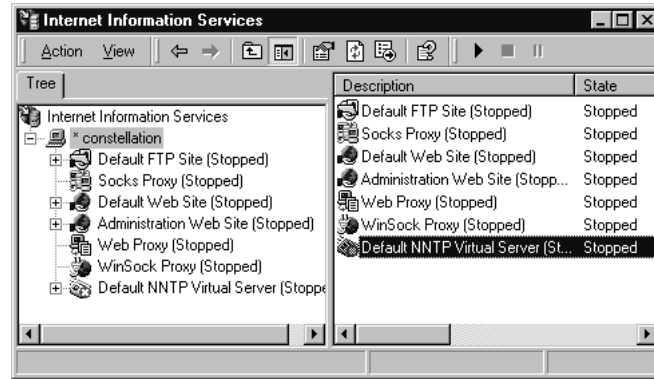 Internet Information Services
Action View
Tree
Internet Information Services
* constellation
Default FTP Site (Stopped)
Socks Proxy (Stopped)
Default Web Site (Stopped)
Administration Web Site (Stopped)
Web Proxy (Stopped)
WinSock Proxy (Stopped)
Default NNTP Virtual Server (Stoppe
Description State
Default FTP Site (Stopped) Stopped
Socks Proxy (Stopped) Stopped
Default Web Site (Stopped) Stopped
Administration Web Site (Stopp... Stopped
Web Proxy (Stopped) Stopped
WinSock Proxy (Stopped) Stopped
Default NNTP Virtual Server (St... Stopped